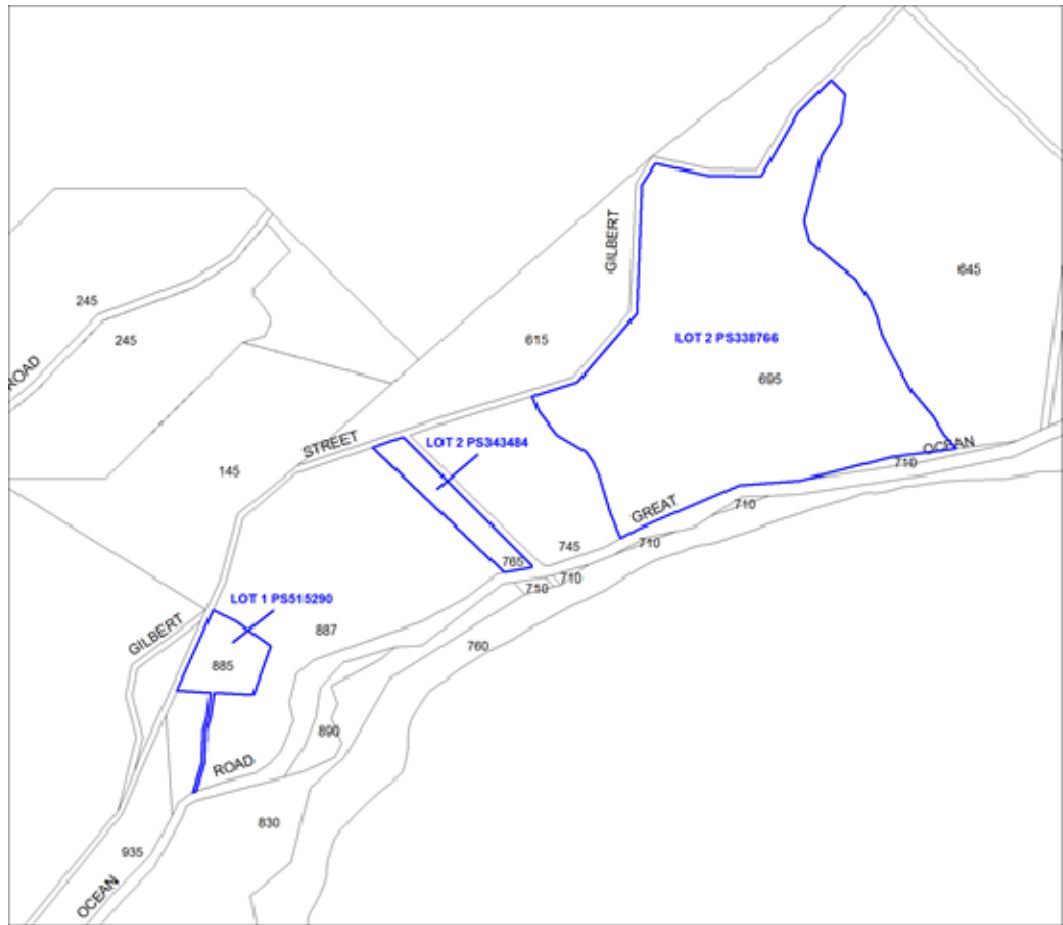 GILBERT
645
245
245
615
LOT 2 PS338766
ROAD
695
STREET
LOT 2 PS343484
OCEAN
710
145
GREAT
710
745
710
765
710
710
LOT 1 PS515290
GILBERT
887
760
885
890
ROAD
830
935
OCEAN